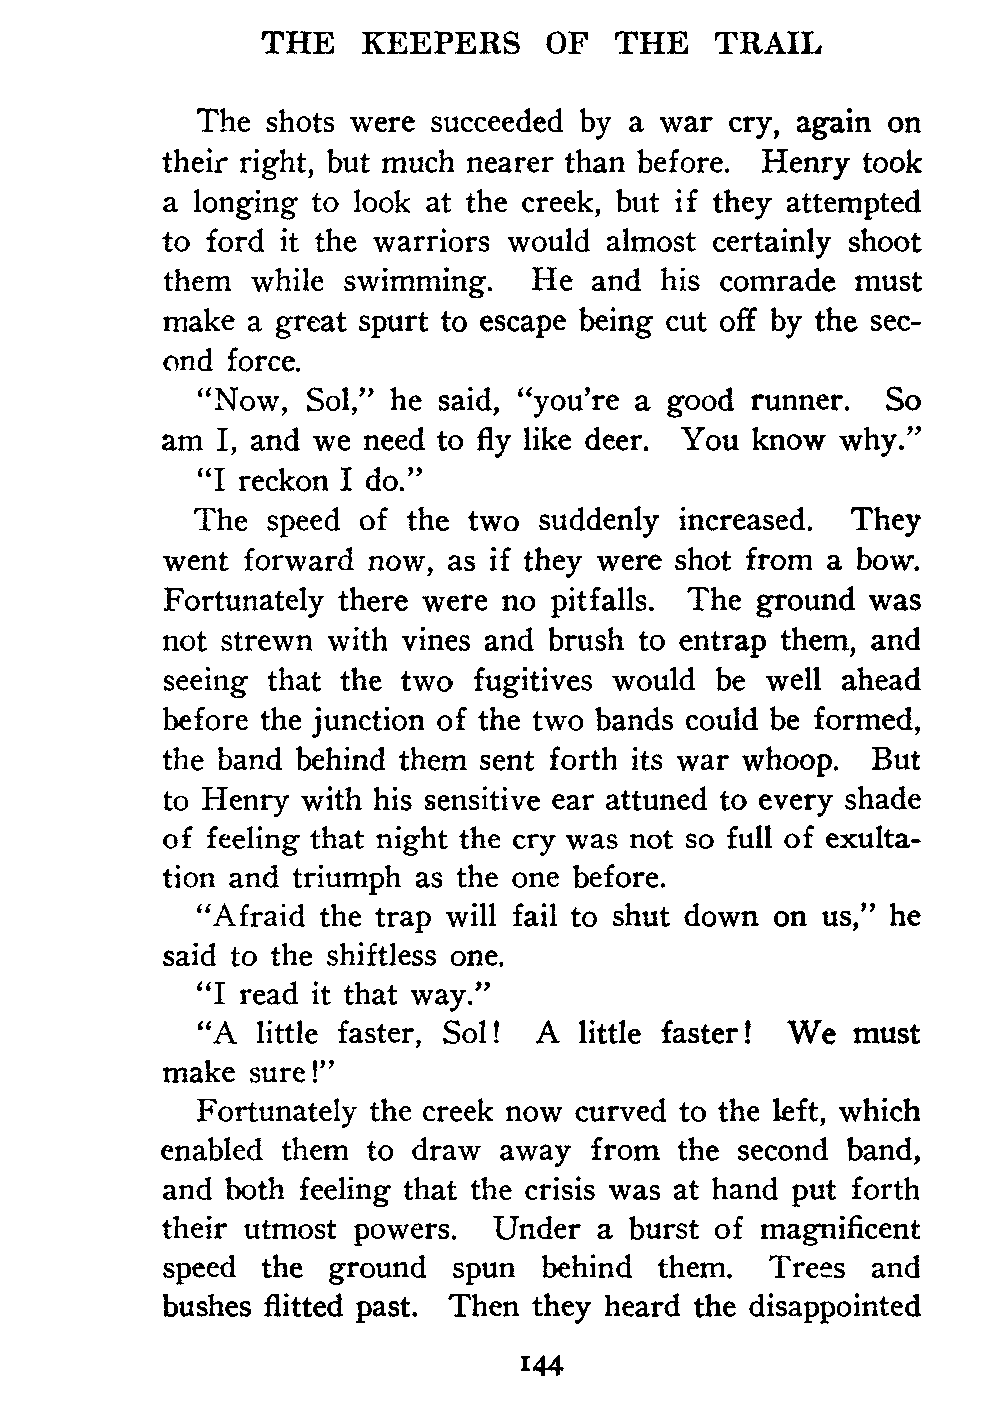 THE KEEPERS OF THE TRAIL
The shots were succeeded by a war cry, again on
their right, but much nearer than before. Henry took
a longing to look at the creek, but if they attempted
to ford it the warriors would almost certainly shoot
them while swimming. He and his comrade must
make a great spurt to escape being cut off by the sec-
ond force.
“Now, Sol,” he said, “you're a good runner. So
am I, and we need to fly like deer. You know why.”
“I reckon I do.”
The speed of the two suddenly increased. They
went forward now, as if they were shot from a bow.
Fortunately there were no pitfalls. The ground was
not strewn with vines and brush to entrap them, and
seeing that the two fugitives would be well ahead
before the junction of the two bands could be formed,
the band behind them sent forth its war whoop. But
to Henry with his sensitive ear attuned to every shade
of feeling that night the cry was not so full of exulta-
tion and triumph as the one before.
“Afraid the trap will fail to shut down on us,” he
said to the shiftless one.
“I read it that way.”
“A little faster, Sol! A little faster! We must
make sure!”
Fortunately the creek now curved to the left, which
enabled them to draw away from the second band,
and both feeling that the crisis was at hand put forth
their utmost powers. Under a burst of magnificent
speed the ground spun behind them. Trees and
bushes flitted past. Then they heard the disappointed
144